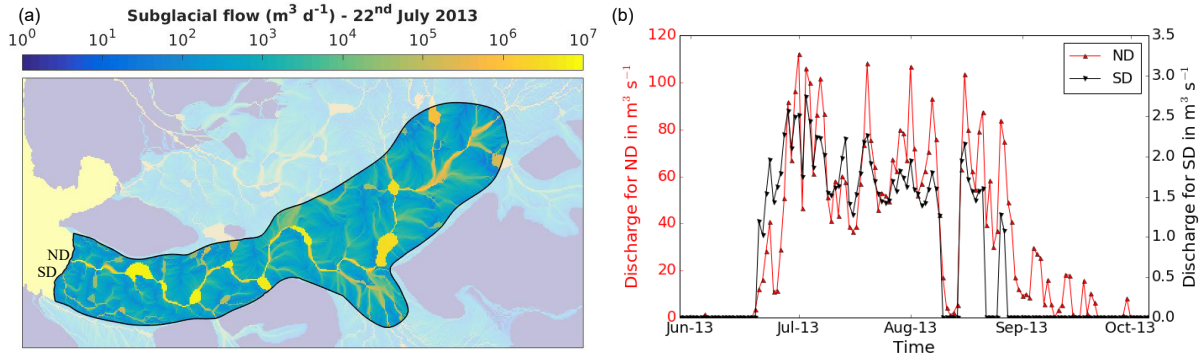 (a) Subglacial flow (m³ d⁻¹) - 22ⁿᵈ July 2013
10⁰ 10¹ 10² 10³ 10⁴ 10⁵ 10⁶ 10⁷
ND
SD
(b)
120
100
80
60
40
20
0
Discharge for ND in m³ s⁻¹
ND
SD
3.5
3.0
2.5
2.0
1.5
1.0
0.5
0.0
Discharge for SD in m³ s⁻¹
Jun-13 Jul-13 Aug-13 Sep-13 Oct-13
Time